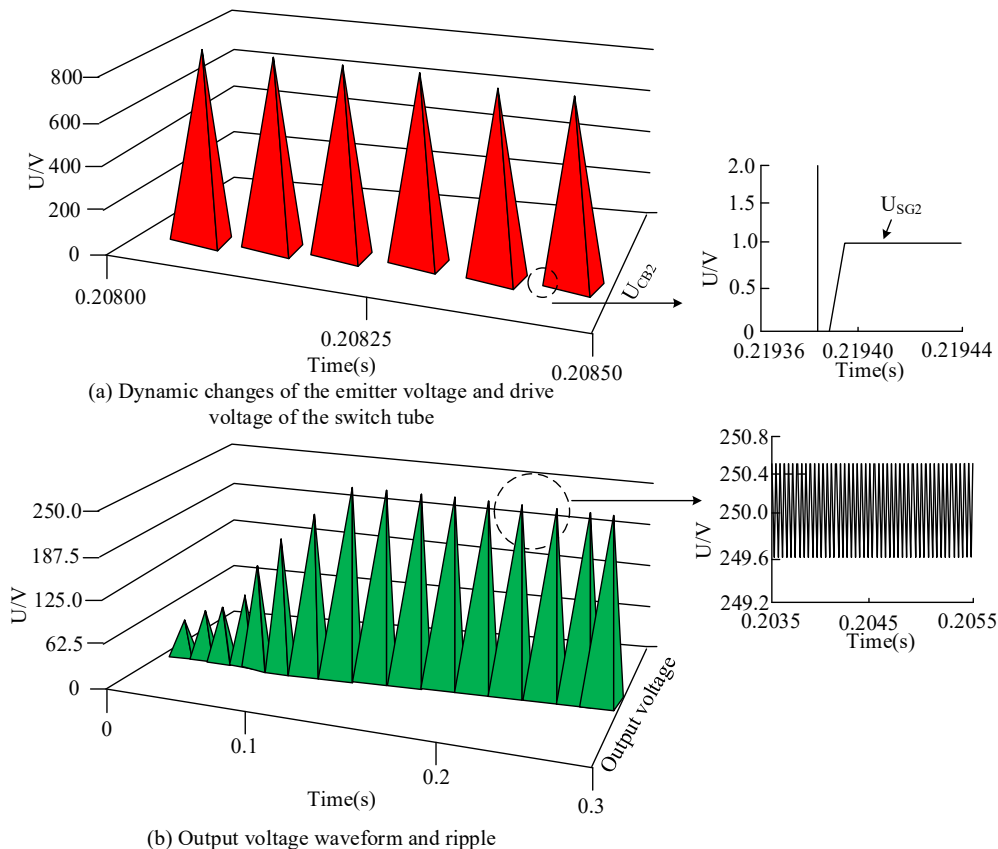 800
600
400
200
0
U/V
0.20800
0.20825
0.20850
Time(s)
U_CB2
2.0
1.5
1.0
0.5
0
U/V
U_SG2
0.21936
0.21940
0.21944
Time(s)
(a) Dynamic changes of the emitter voltage and drive
voltage of the switch tube
250.0
187.5
125.0
62.5
0
U/V
0
0.1
0.2
0.3
Time(s)
Output voltage
250.8
250.4
250.0
249.6
249.2
U/V
0.2035
0.2045
0.2055
Time(s)
(b) Output voltage waveform and ripple